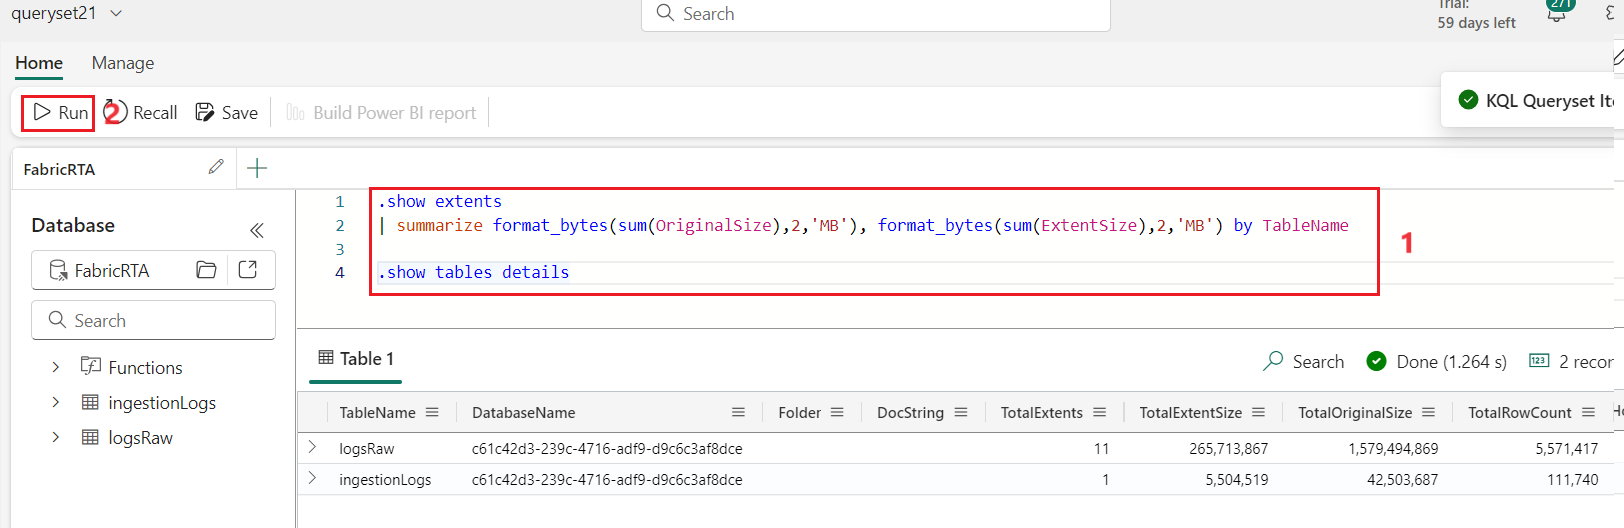 queryset21
Search
Trial:
59 days left
271
Home
Manage
Run
2
Recall
Save
Build Power BI report
KQL Queryset Ite
FabricRTA
Database
FabricRTA
Search
Functions
ingestionLogs
logsRaw
1 .show extents
2 | summarize format_bytes(sum(OriginalSize),2,'MB'), format_bytes(sum(ExtentSize),2,'MB') by TableName
3
4 .show tables details
1
Table 1
Search
Done (1.264 s)
2 recor
TableName DatabaseName Folder DocString TotalExtents TotalExtentSize TotalOriginalSize TotalRowCount Ho
logsRaw c61c42d3-239c-4716-adf9-d9c6c3af8dce 11 265,713,867 1,579,494,869 5,571,417
ingestionLogs c61c42d3-239c-4716-adf9-d9c6c3af8dce 1 5,504,519 42,503,687 111,740